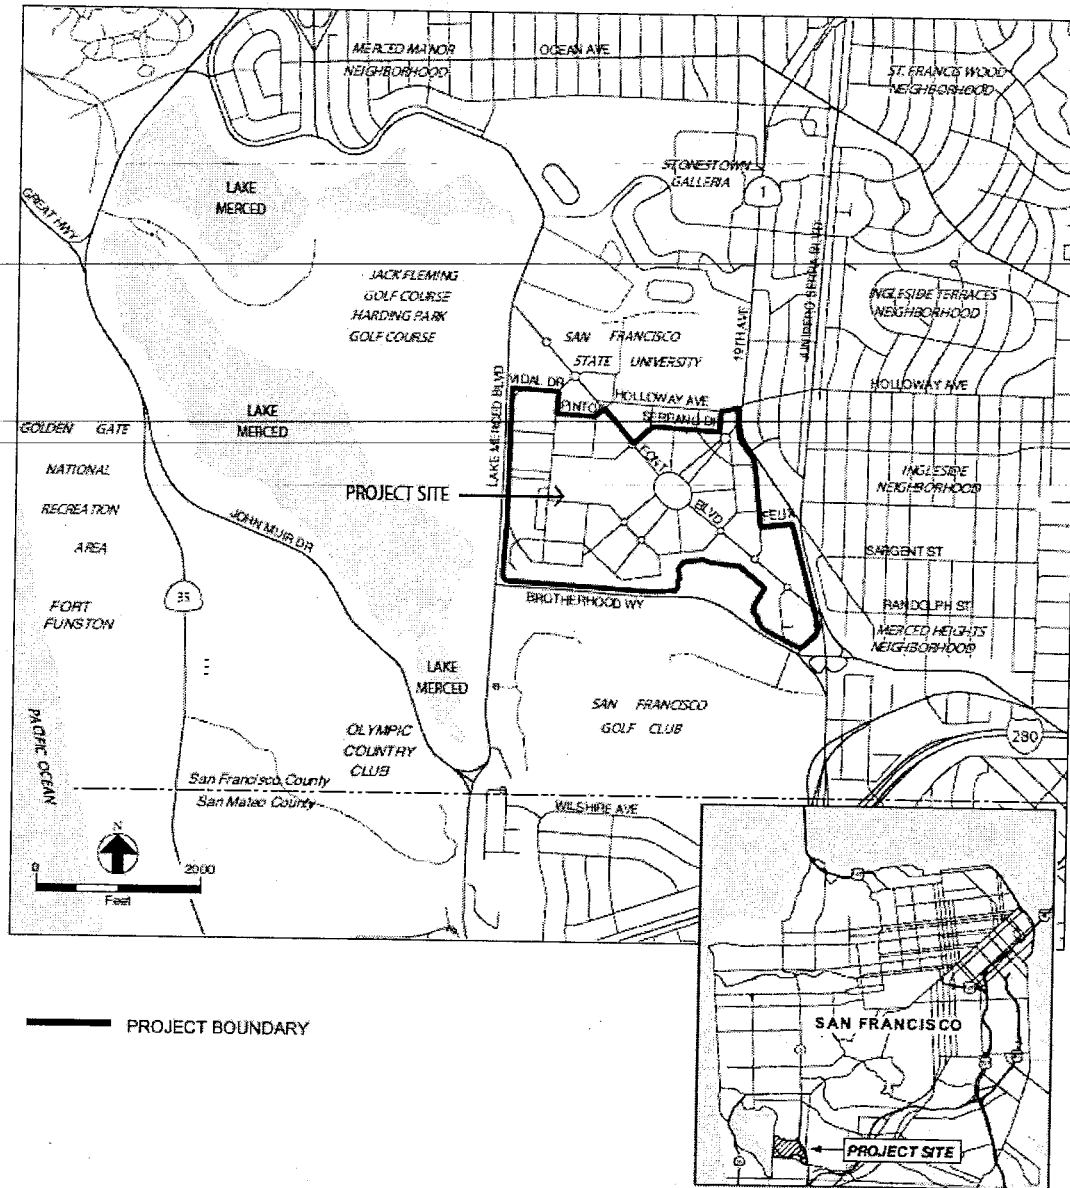 MERCED MANOR
NEIGHBORHOOD
OCEAN AVE
ST. FRANCIS WOOD
NEIGHBORHOOD
STONESTOWN
GALLERIA
1
LAKE
MERCED
GREAT HWY
JUNIPERO SERRA BLVD
JACK FLEMING
GOLF COURSE
HARDING PARK
GOLF COURSE
INGLESIDE TERRACES
NEIGHBORHOOD
19TH AVE
SAN FRANCISCO
STATE UNIVERSITY
LAKE MERCED BLVD
VIDAL DR
HOLLOWAY AVE
HOLLOWAY AVE
PINTO
SERRANO DR
LAKE
MERCED
GOLDEN GATE
NATIONAL
RECREATION
AREA
FONT
BLVD
INGLESIDE
NEIGHBORHOOD
PROJECT SITE
JOHN MUIR DR
SARGENT ST
35
FORT
FUNSTON
BROTHERHOOD WY
RANDOLPH ST
MERCED HEIGHTS
NEIGHBORHOOD
LAKE
MERCED
SAN FRANCISCO
GOLF CLUB
PACIFIC OCEAN
OLYMPIC
COUNTRY
CLUB
280
San Francisco County
San Mateo County
WILSHIRE AVE
N
0 2000
Feet
PROJECT BOUNDARY
SAN FRANCISCO
PROJECT SITE